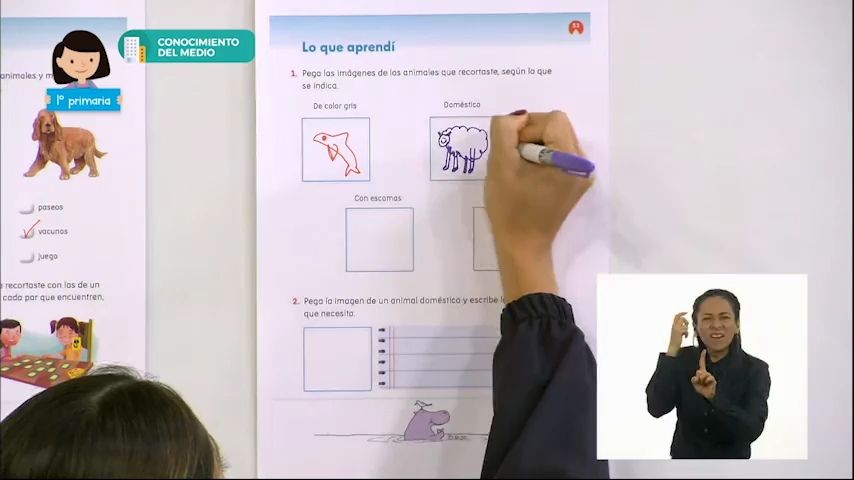 CONOCIMIENTO
DEL MEDIO
1° primaria
animales y m
paseos
vacunas
juego
recortaste con las de un
cada par que encuentren,
53
Lo que aprendí
1. Pega las imágenes de los animales que recortaste, según lo que
se indica.
De color gris
Doméstico
Con escamas
2. Pega la imagen de un animal doméstico y escribe
que necesita.